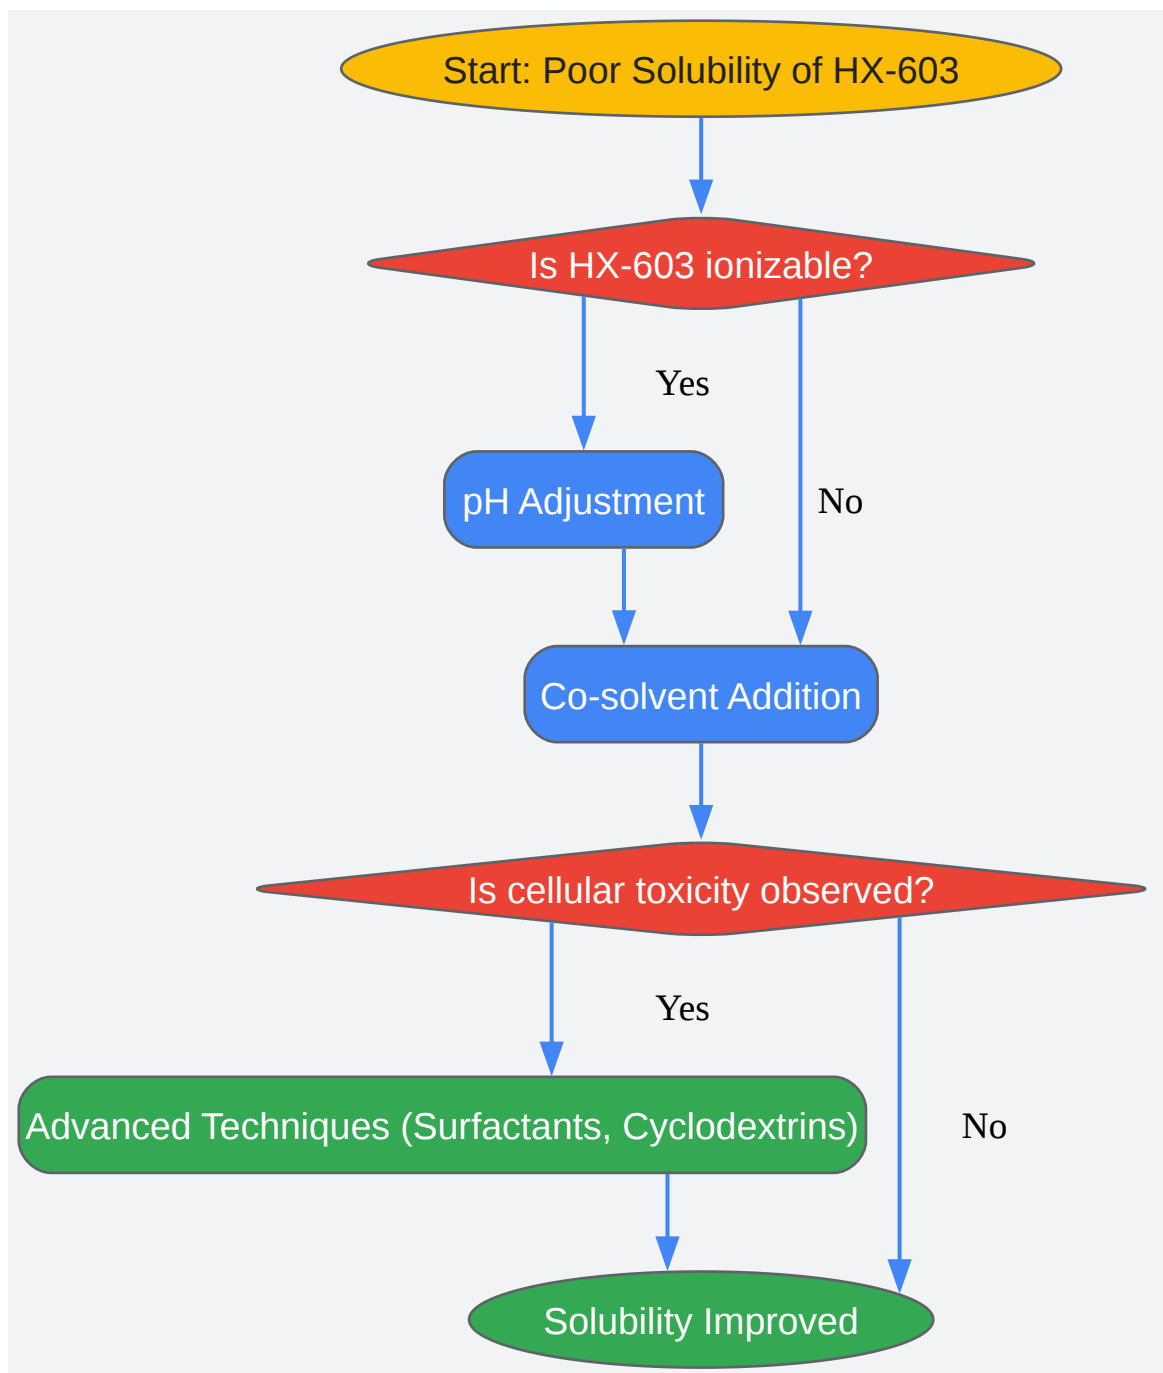 Start: Poor Solubility of HX-603
Is HX-603 ionizable?
Yes
pH Adjustment
No
Co-solvent Addition
Is cellular toxicity observed?
Yes
Advanced Techniques (Surfactants, Cyclodextrins)
No
Solubility Improved